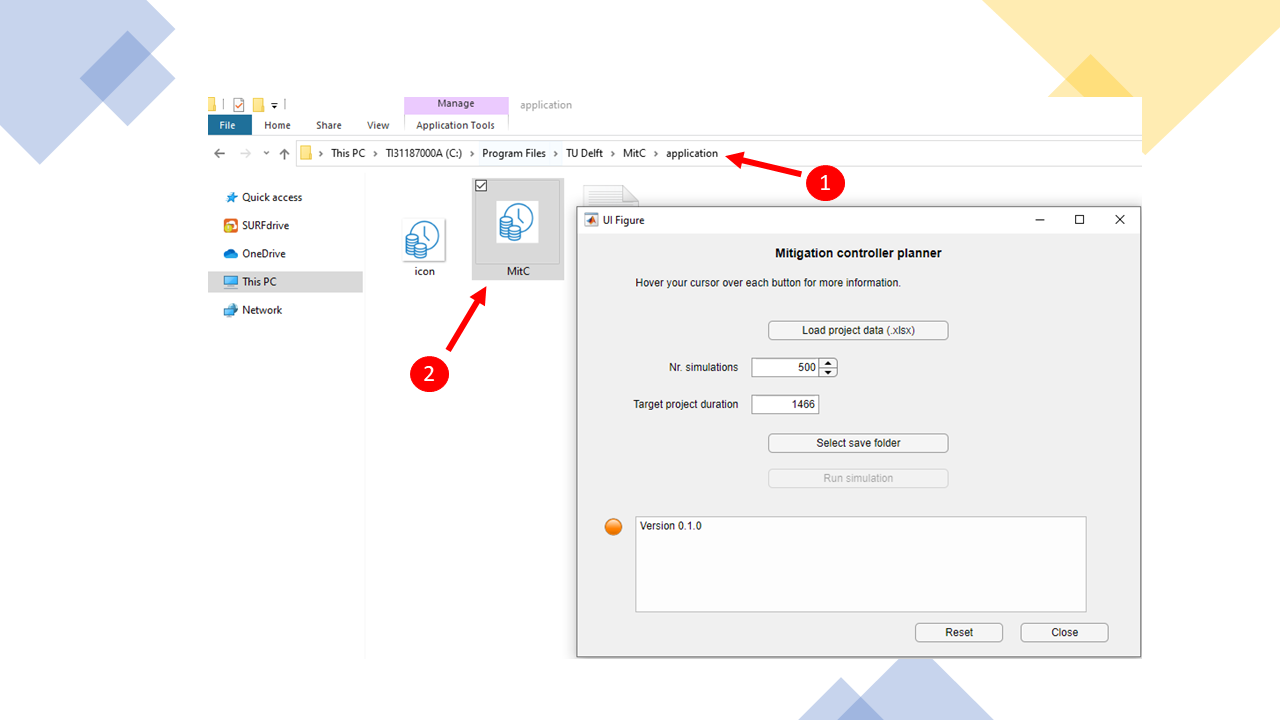 Manage
application
File
Home
Share
View
Application Tools
This PC
TI31187000A (C:)
Program Files
TU Delft
MitC
application
1
Quick access
SURFdrive
OneDrive
This PC
Network
icon
MitC
2
UI Figure
Mitigation controller planner
Hover your cursor over each button for more information.
Load project data (.xlsx)
Nr. simulations
500
Target project duration
1466
Select save folder
Run simulation
Version 0.1.0
Reset
Close